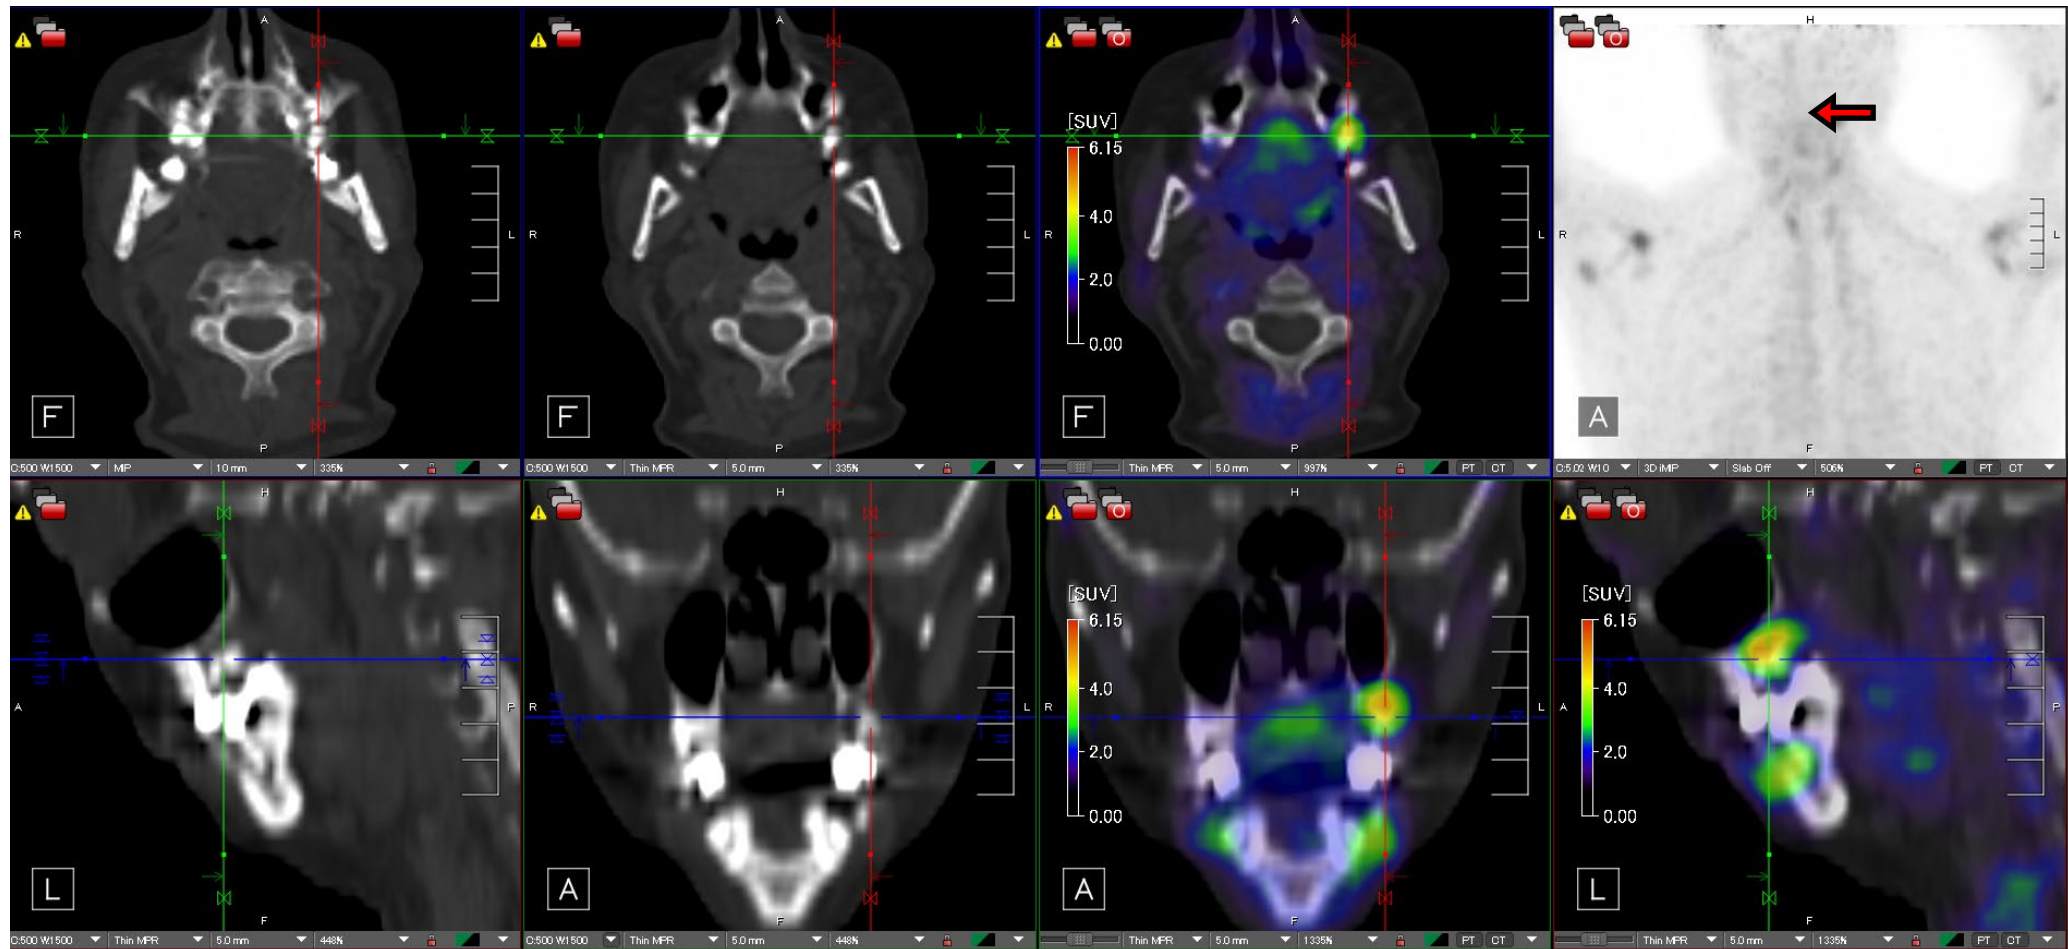 A
A
A
H
[SUV]
6.15
4.0
2.0
0.00
R
L
R
L
R
L
R
L
F
F
F
A
P
P
P
F
C:500 W:1500 MIP 10 mm 335%
C:500 W:1500 Thin MPR 5.0 mm 335%
Thin MPR 5.0 mm 997% PT CT
C:5.02 W:10 3D iMIP Slab Off 506% PT CT
H
H
H
H
[SUV]
6.15
4.0
2.0
0.00
[SUV]
6.15
4.0
2.0
0.00
A
P
R
L
R
L
A
P
L
A
A
L
F
F
F
F
C:500 W:1500 Thin MPR 5.0 mm 448%
C:500 W:1500 Thin MPR 5.0 mm 448%
Thin MPR 5.0 mm 1335% PT CT
Thin MPR 5.0 mm 1335% PT CT